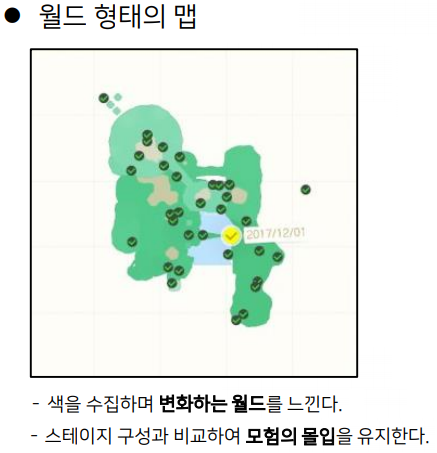 ● 월드 형태의 맵
2017/12/01
- 색을 수집하며 변화하는 월드를 느낀다.
- 스테이지 구성과 비교하여 모험의 몰입을 유지한다.